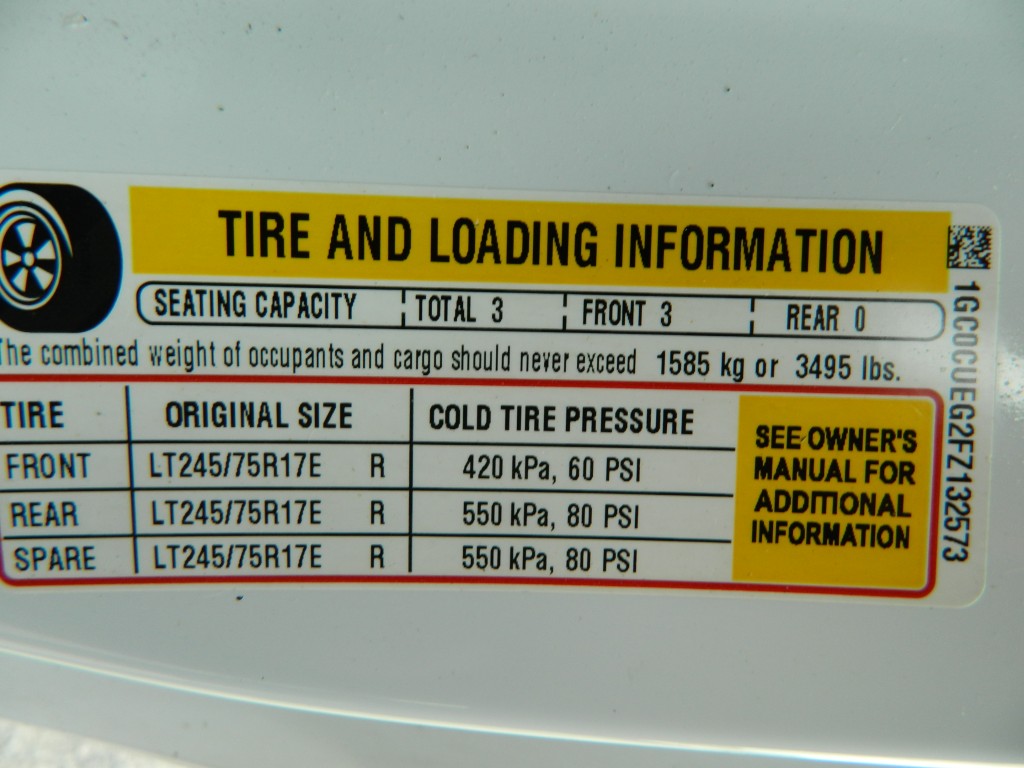 TIRE AND LOADING INFORMATION
SEATING CAPACITY TOTAL 3 FRONT 3 REAR 0
The combined weight of occupants and cargo should never exceed 1585 kg or 3495 lbs.
TIRE ORIGINAL SIZE COLD TIRE PRESSURE
FRONT LT245/75R17E R 420 kPa, 60 PSI
REAR LT245/75R17E R 550 kPa, 80 PSI
SPARE LT245/75R17E R 550 kPa, 80 PSI
SEE OWNER'S
MANUAL FOR
ADDITIONAL
INFORMATION
1GC0CUEG2FZ132573